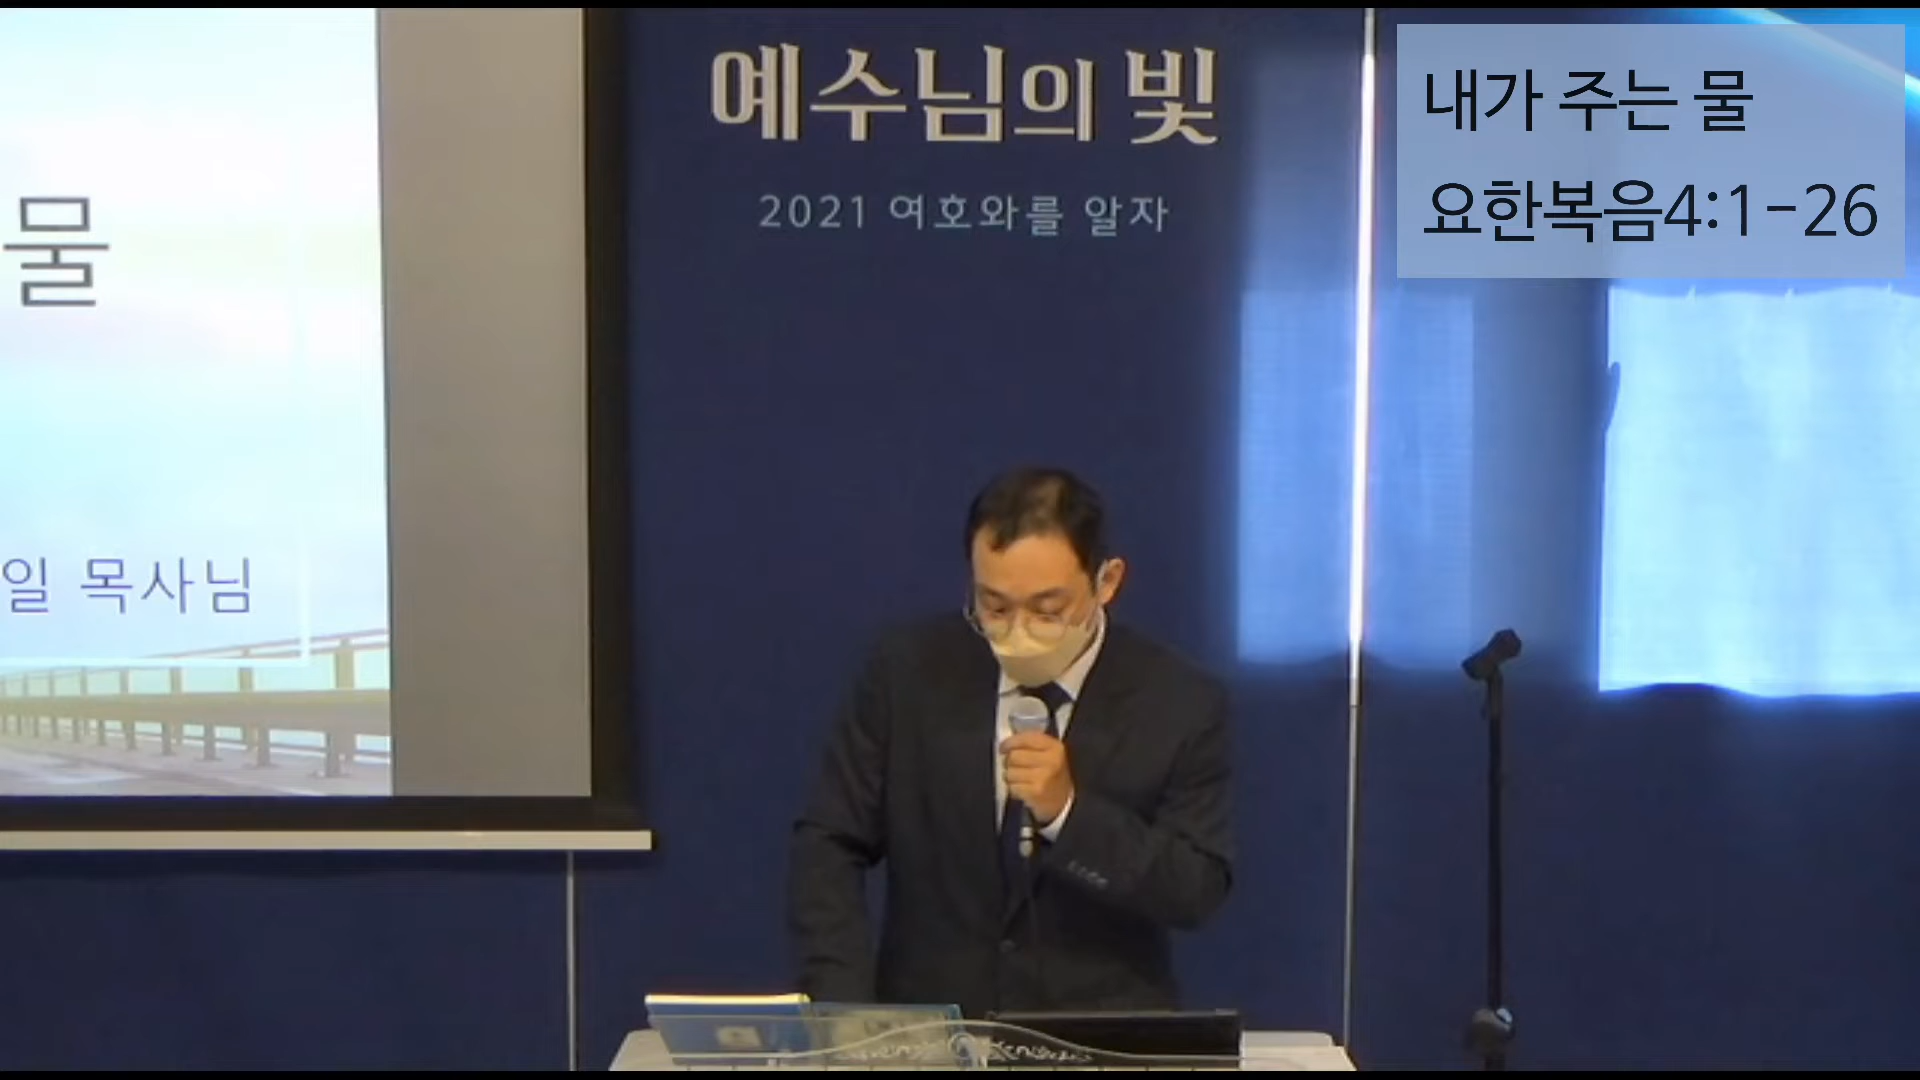 예수님의 빛
2021 여호와를 알자
내가 주는 물
요한복음4:1-26
물
일 목사님